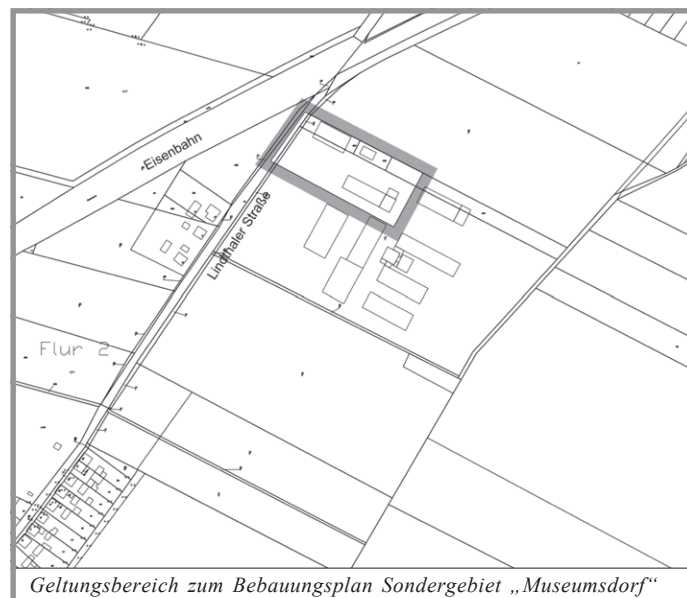 Eisenbahn
Lindthaler Straße
Flur 2
Geltungsbereich zum Bebauungsplan Sondergebiet „Museumsdorf“